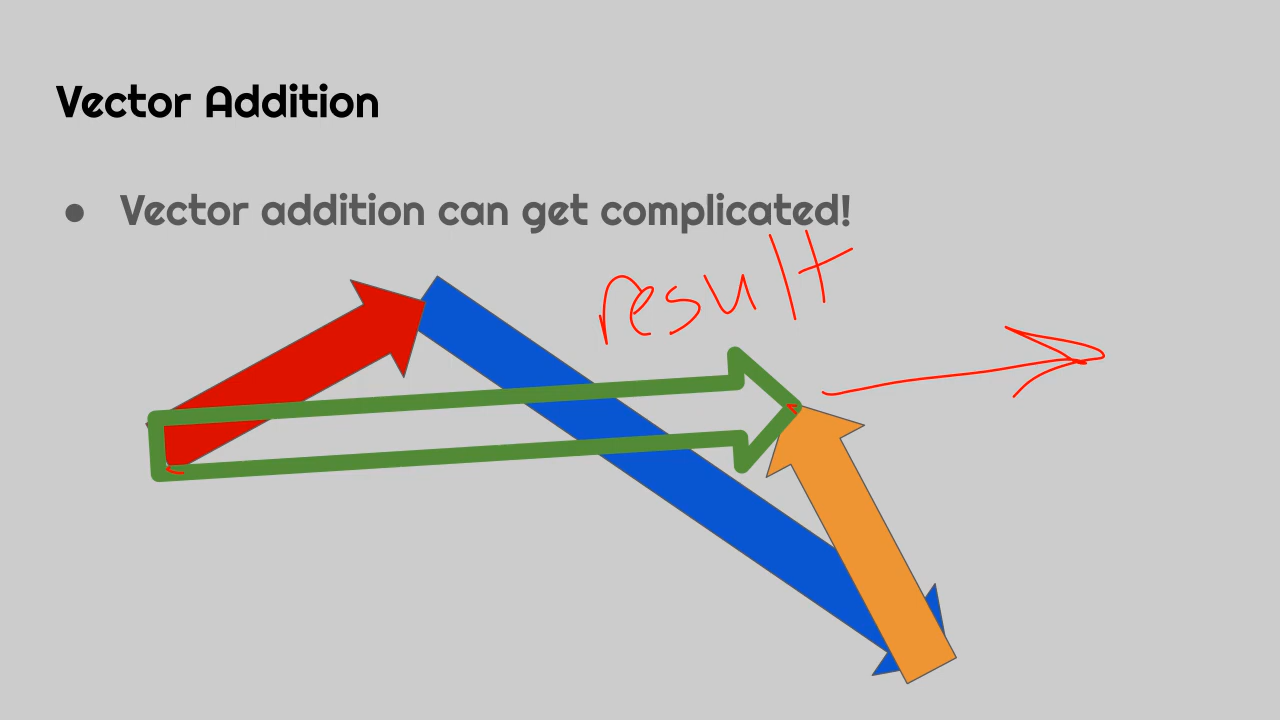 Vector Addition
● Vector addition can get complicated!
result